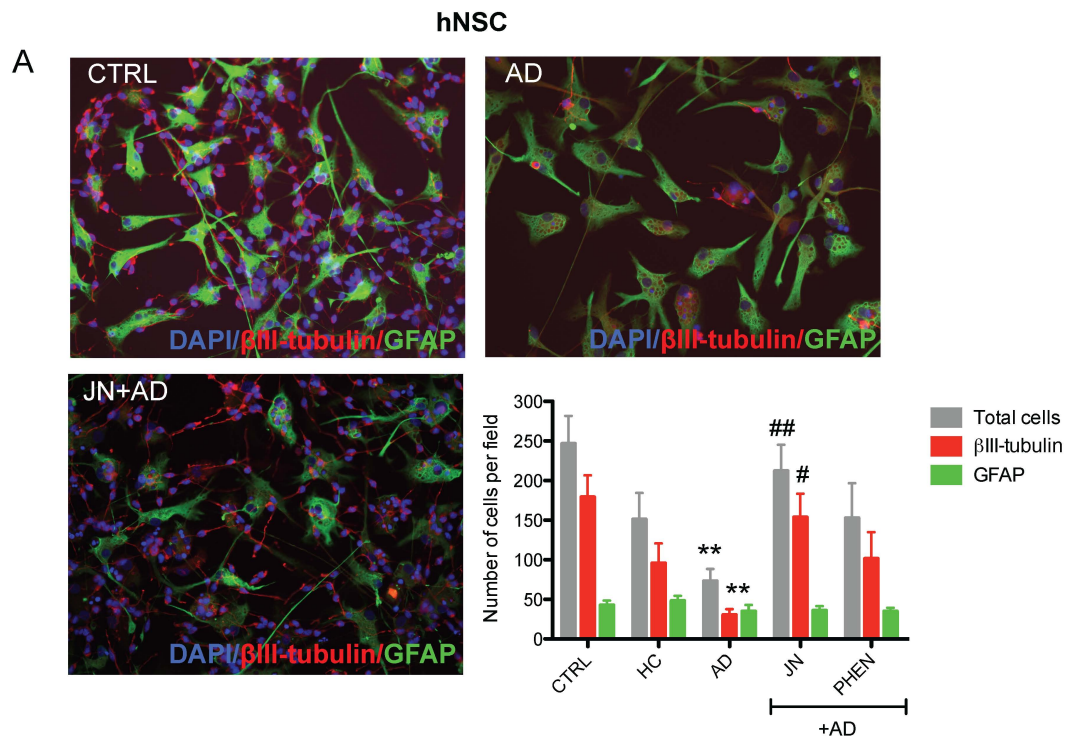 hNSC
A
CTRL
DAPI/βIII-tubulin/GFAP
AD
DAPI/βIII-tubulin/GFAP
JN+AD
DAPI/βIII-tubulin/GFAP
Number of cells per field
300
250
200
150
100
50
0
**
**
##
#
CTRL
HC
AD
JN
PHEN
+AD
Total cells
βIII-tubulin
GFAP